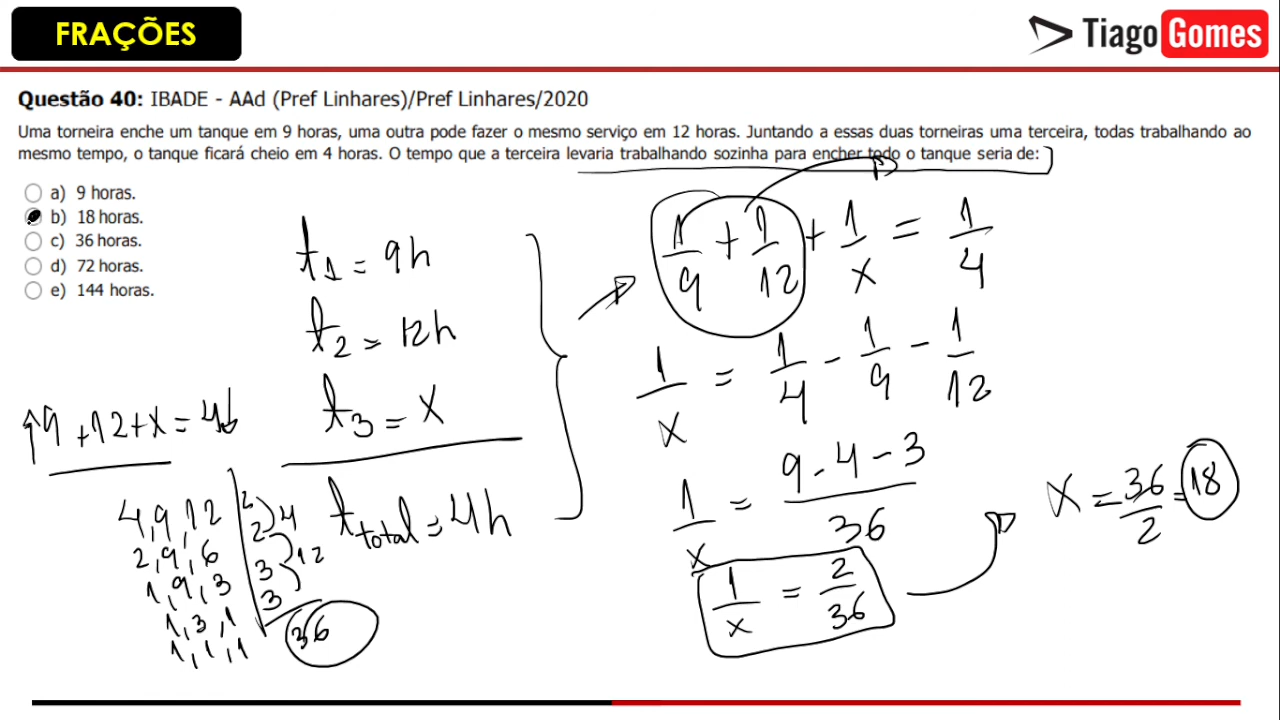 FRAÇÕES
Tiago Gomes
Questão 40: IBADE - AAd (Pref Linhares)/Pref Linhares/2020
Uma torneira enche um tanque em 9 horas, uma outra pode fazer o mesmo serviço em 12 horas. Juntando a essas duas torneiras uma terceira, todas trabalhando ao
mesmo tempo, o tanque ficará cheio em 4 horas. O tempo que a terceira levaria trabalhando sozinha para encher todo o tanque seria de:
a) 9 horas.
b) 18 horas.
c) 36 horas.
d) 72 horas.
e) 144 horas.
t1 = 9h
t2 = 12h
t3 = x
ttotal = 4h
9 + 12 + x = 4
4, 9, 12 | 2
2, 9, 6 | 2
1, 9, 3 | 3
1, 3, 1 | 3
1, 1, 1
4
12
36
1/9 + 1/12 + 1/x = 1/4
1/x = 1/4 - 1/9 - 1/12
1/x = 9 - 4 - 3/36
1/x = 2/36
x = 36/2 = 18